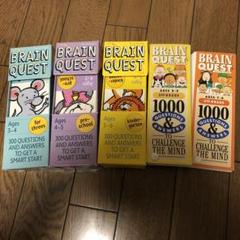 BRAIN
QUEST
Ages 3-4
for threes
300 QUESTIONS
AND ANSWERS
TO GET A
SMART START
BRAIN
QUEST
Ages 4-5
pre-
school
300 QUESTIONS
AND ANSWERS
TO GET A
SMART START
BRAIN
QUEST
kinder-
garten
300 QUESTIONS
AND ANSWERS
TO GET A
SMART START
BRAIN
QUEST
1000
QUESTIONS
&
ANSWERS
TO CHALLENGE
THE MIND
BRAIN
QUEST
1000
QUESTIONS
&
ANSWERS
TO CHALLENGE
THE MIND